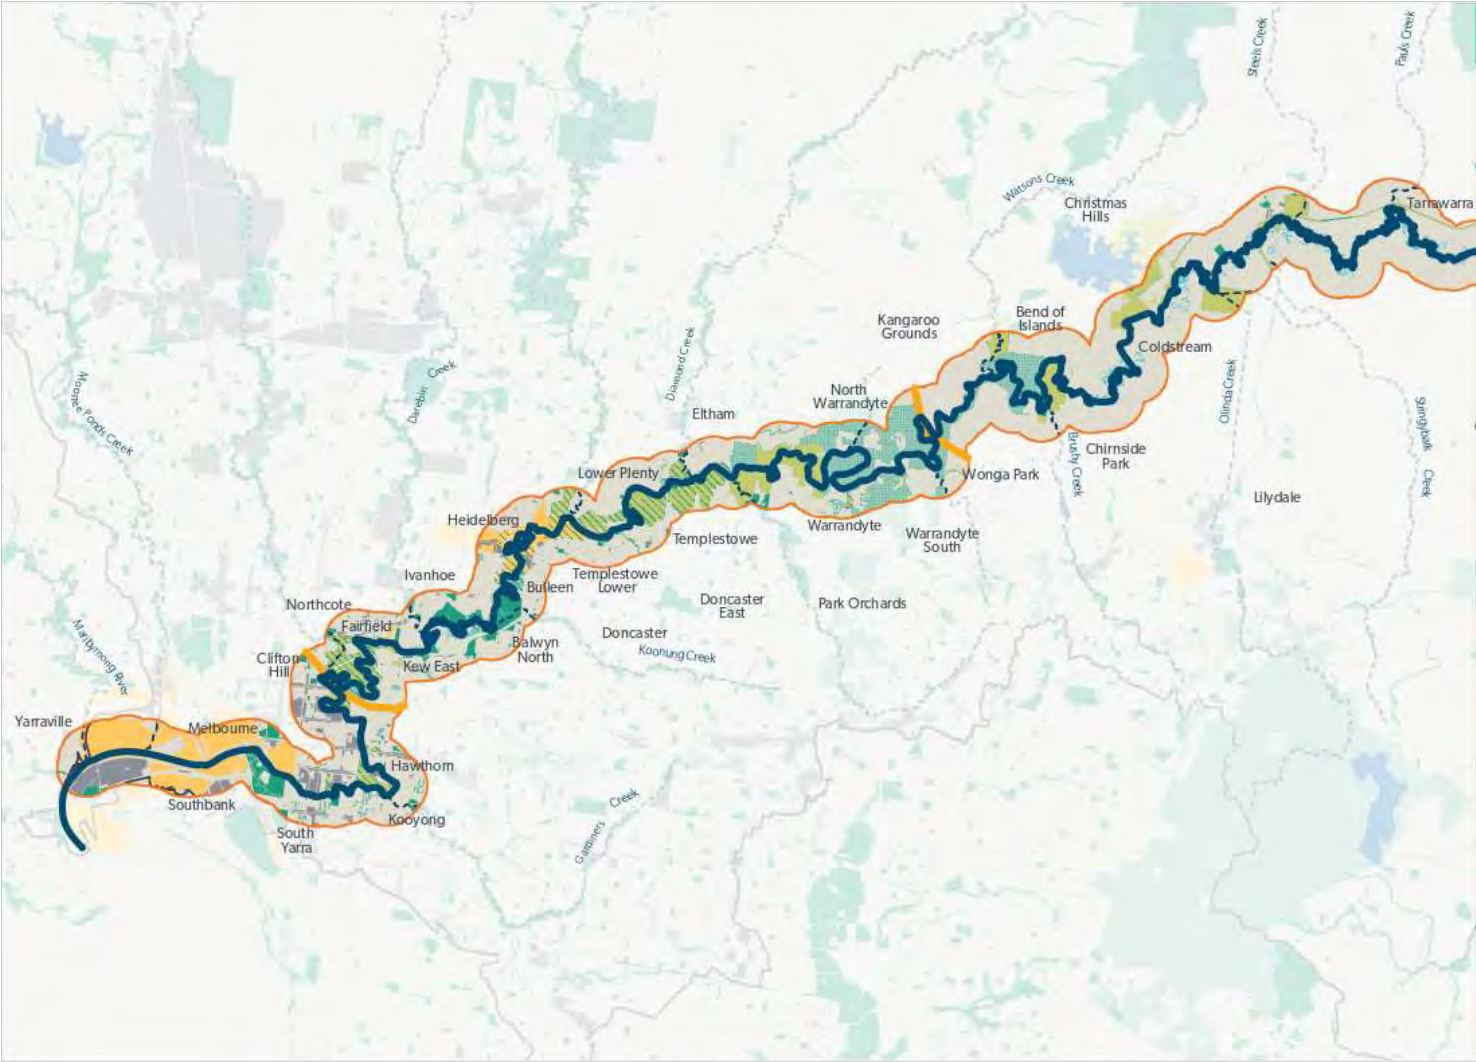 Steels Creek
Pauls Creek
Watsons Creek
Christmas
Hills
Tarrawarra
Kangaroo
Grounds
Bend of
Islands
Coldstream
Diamond Creek
Darebin Creek
Moonee Ponds Creek
Olinda Creek
Stringybark Creek
North
Warrandyte
Eltham
Brushy Creek
Chirnside
Park
Lower Plenty
Wonga Park
Lilydale
Heidelberg
Warrandyte
Templestowe
Warrandyte
South
Ivanhoe
Bulleen
Templestowe
Lower
Northcote
Doncaster
East
Park Orchards
Fairfield
Doncaster
Balwyn
North
Koonung Creek
Clifton
Hill
Kew East
Maribyrnong River
Yarraville
Melbourne
Hawthorn
Southbank
Kooyong
Gardiners Creek
South
Yarra